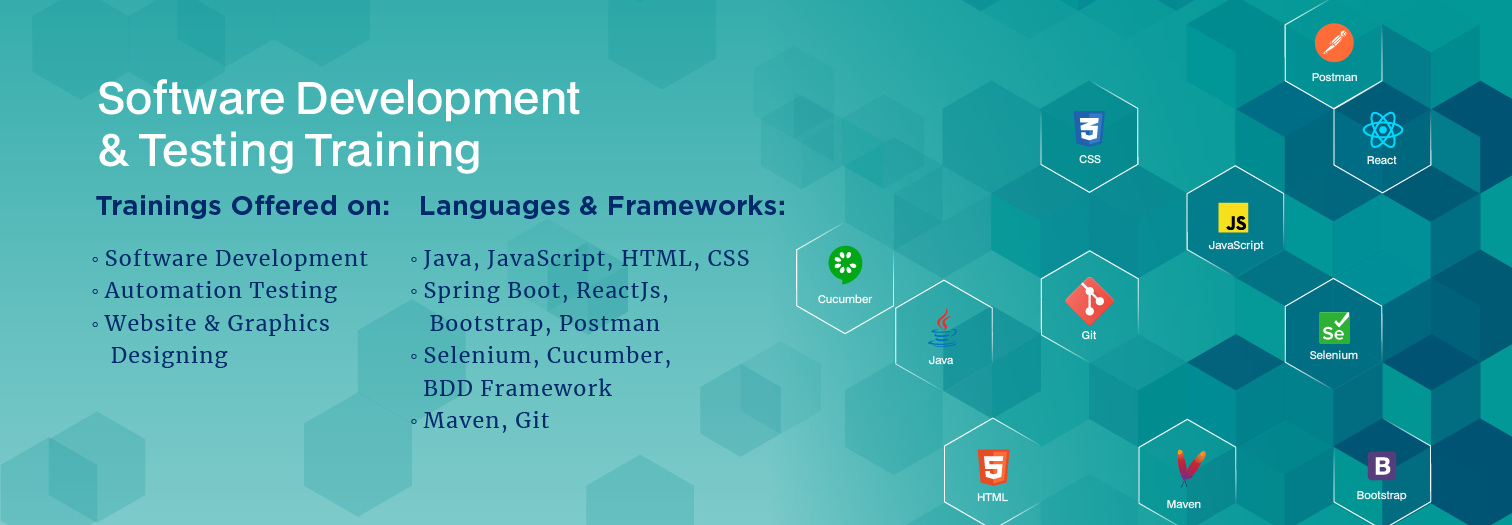 Software Development
& Testing Training
Trainings Offered on:
◦ Software Development
◦ Automation Testing
◦ Website & Graphics
Designing
Languages & Frameworks:
◦ Java, JavaScript, HTML, CSS
◦ Spring Boot, ReactJs,
Bootstrap, Postman
◦ Selenium, Cucumber,
BDD Framework
◦ Maven, Git
Postman
CSS
React
JS
JavaScript
Cucumber
Git
Java
Se
Selenium
5
HTML
Maven
B
Bootstrap